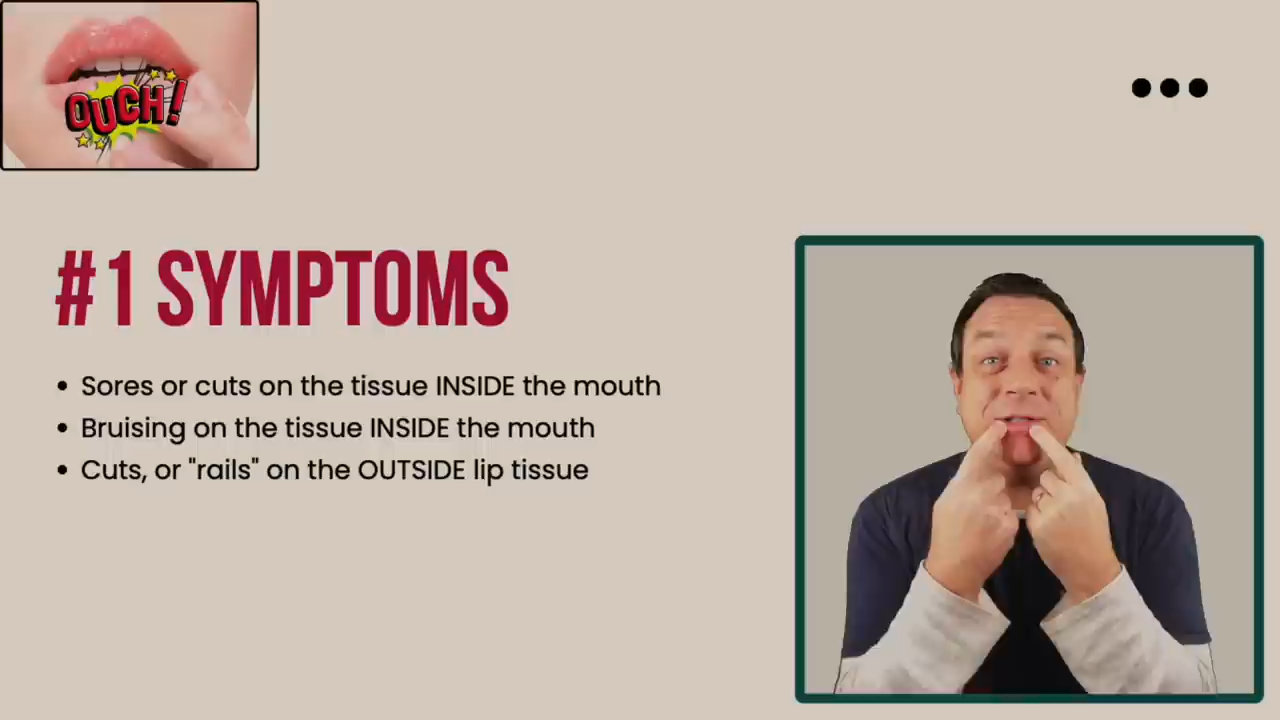 OUCH!
#1 SYMPTOMS
• Sores or cuts on the tissue INSIDE the mouth
• Bruising on the tissue INSIDE the mouth
• Cuts, or "rails" on the OUTSIDE lip tissue